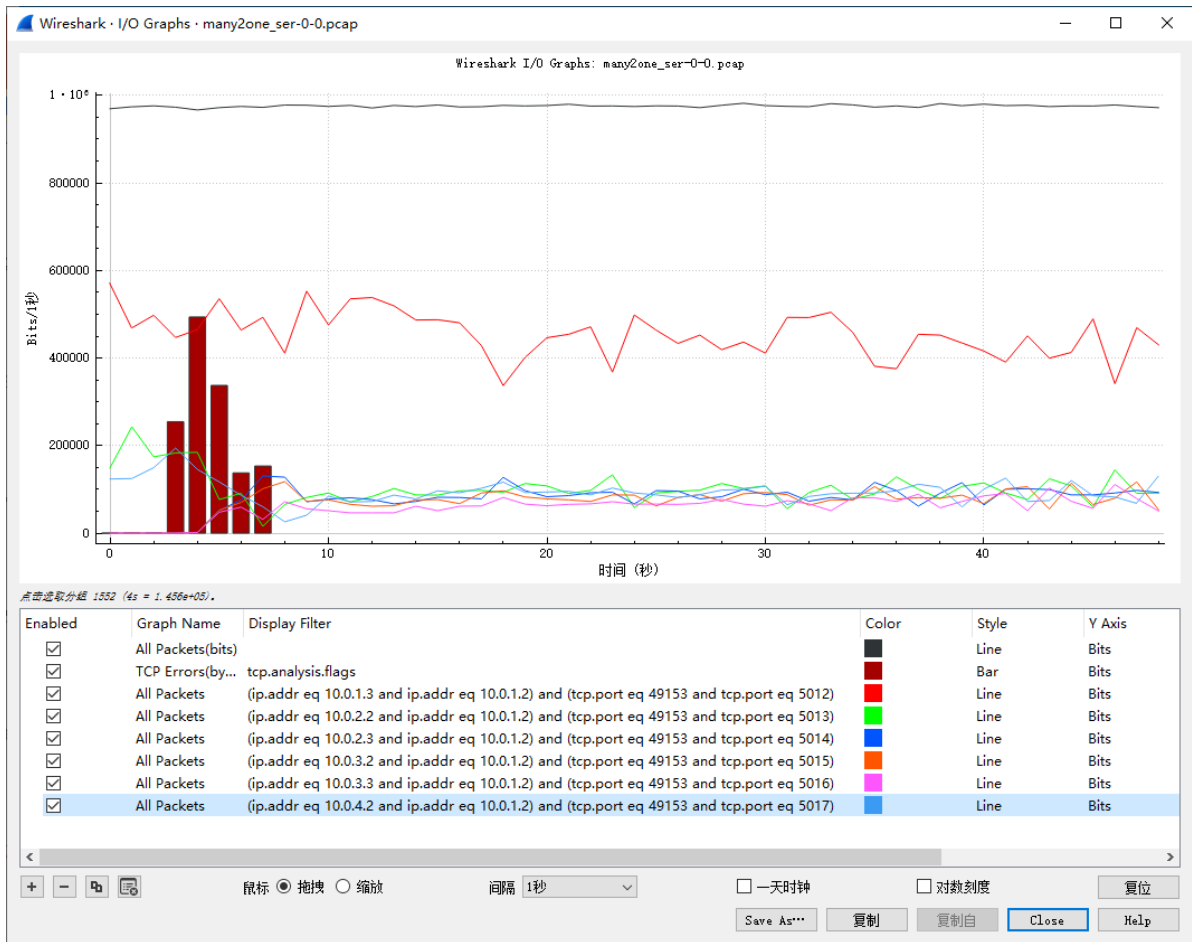 Wireshark · I/O Graphs · many2one_ser-0-0.pcap
Wireshark I/O Graphs: many2one_ser-0-0.pcap
1·10⁶
800000
600000
400000
200000
0
Bits/1秒
0 10 20 30 40
时间 (秒)
点击选取分组 1552 (4s = 1.456e+05)。
Enabled Graph Name Display Filter Color Style Y Axis
All Packets(bits) Line Bits
TCP Errors(by... tcp.analysis.flags Bar Bits
All Packets (ip.addr eq 10.0.1.3 and ip.addr eq 10.0.1.2) and (tcp.port eq 49153 and tcp.port eq 5012) Line Bits
All Packets (ip.addr eq 10.0.2.2 and ip.addr eq 10.0.1.2) and (tcp.port eq 49153 and tcp.port eq 5013) Line Bits
All Packets (ip.addr eq 10.0.2.3 and ip.addr eq 10.0.1.2) and (tcp.port eq 49153 and tcp.port eq 5014) Line Bits
All Packets (ip.addr eq 10.0.3.2 and ip.addr eq 10.0.1.2) and (tcp.port eq 49153 and tcp.port eq 5015) Line Bits
All Packets (ip.addr eq 10.0.3.3 and ip.addr eq 10.0.1.2) and (tcp.port eq 49153 and tcp.port eq 5016) Line Bits
All Packets (ip.addr eq 10.0.4.2 and ip.addr eq 10.0.1.2) and (tcp.port eq 49153 and tcp.port eq 5017) Line Bits
鼠标 拖拽 缩放 间隔 1秒 一天时钟 对数刻度 复位
Save As… 复制 复制自 Close Help